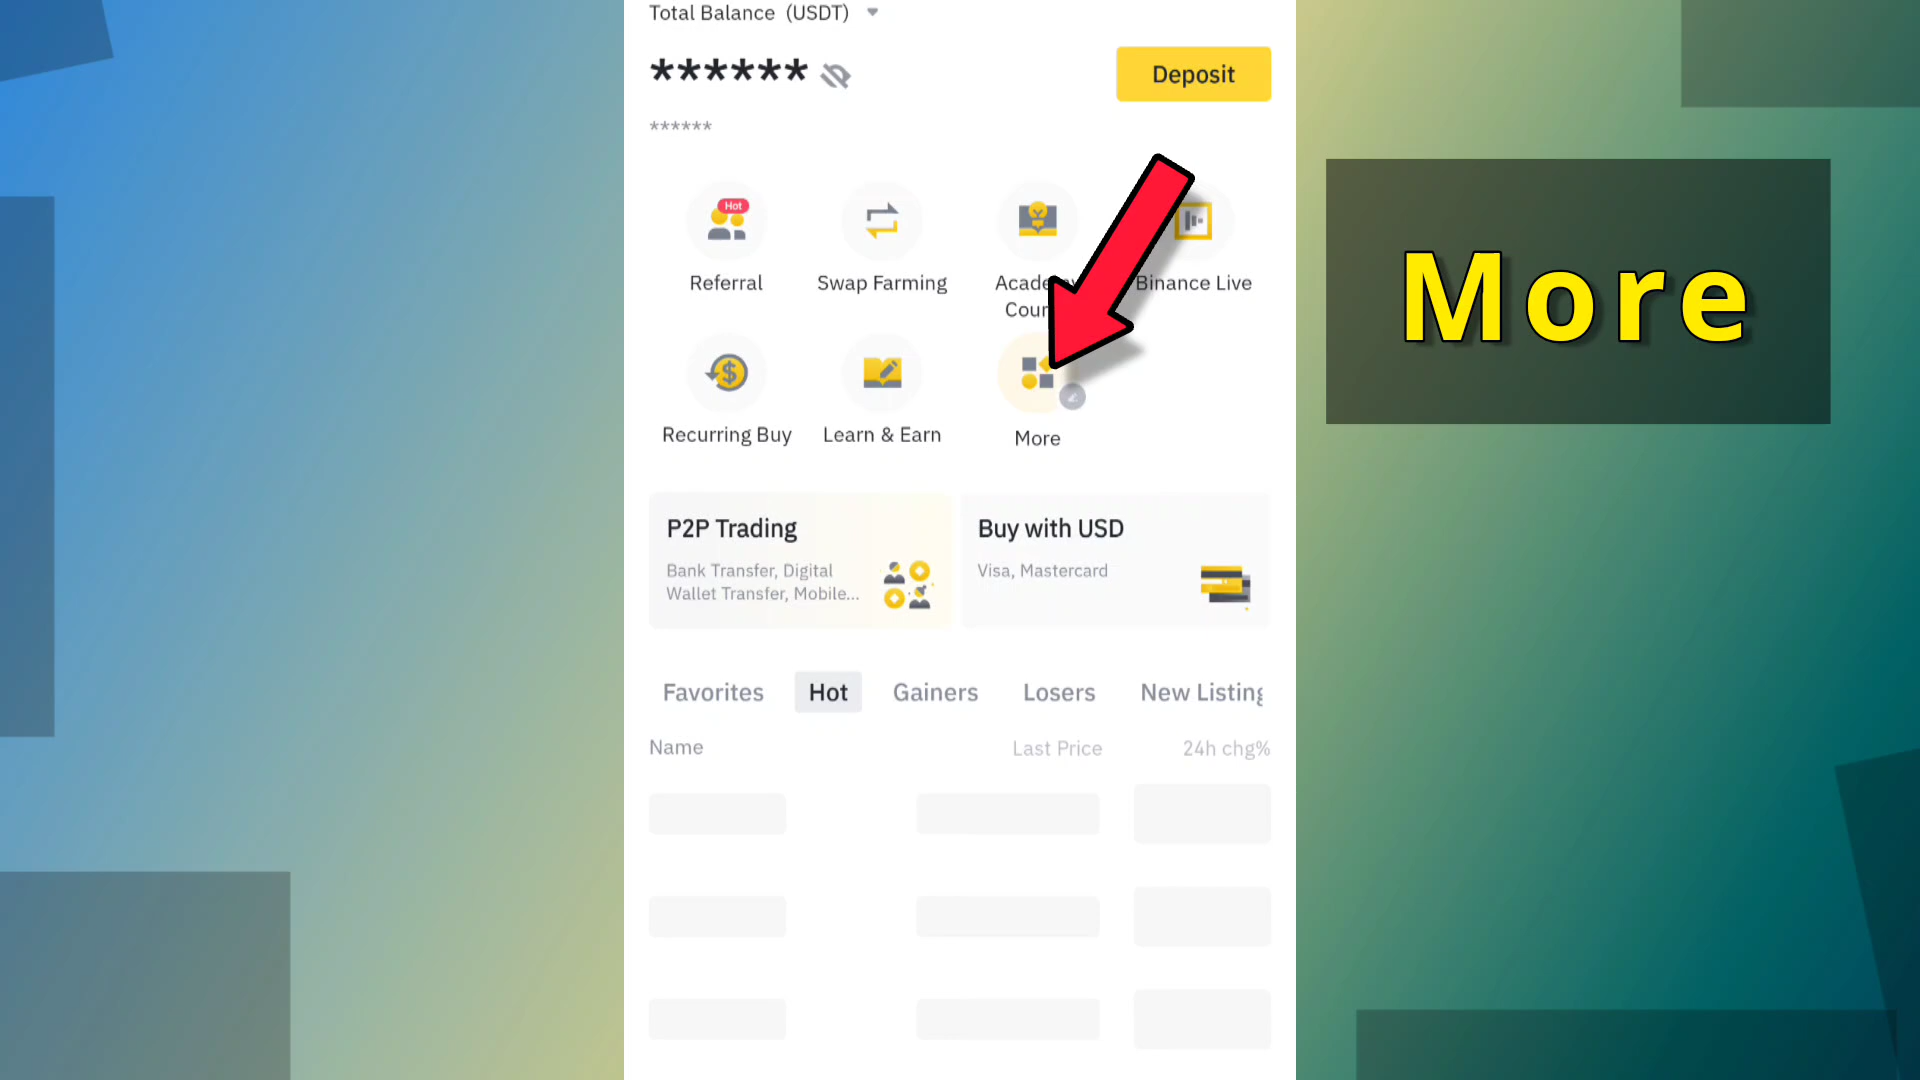 Total Balance (USDT)
****** 
Deposit
******
Hot
Referral
Swap Farming
Binance Live
Recurring Buy
Learn & Earn
More
More
P2P Trading
Bank Transfer, Digital
Wallet Transfer, Mobile...
Buy with USD
Visa, Mastercard
Favorites
Hot
Gainers
Losers
New Listing
Name
Last Price
24h chg%